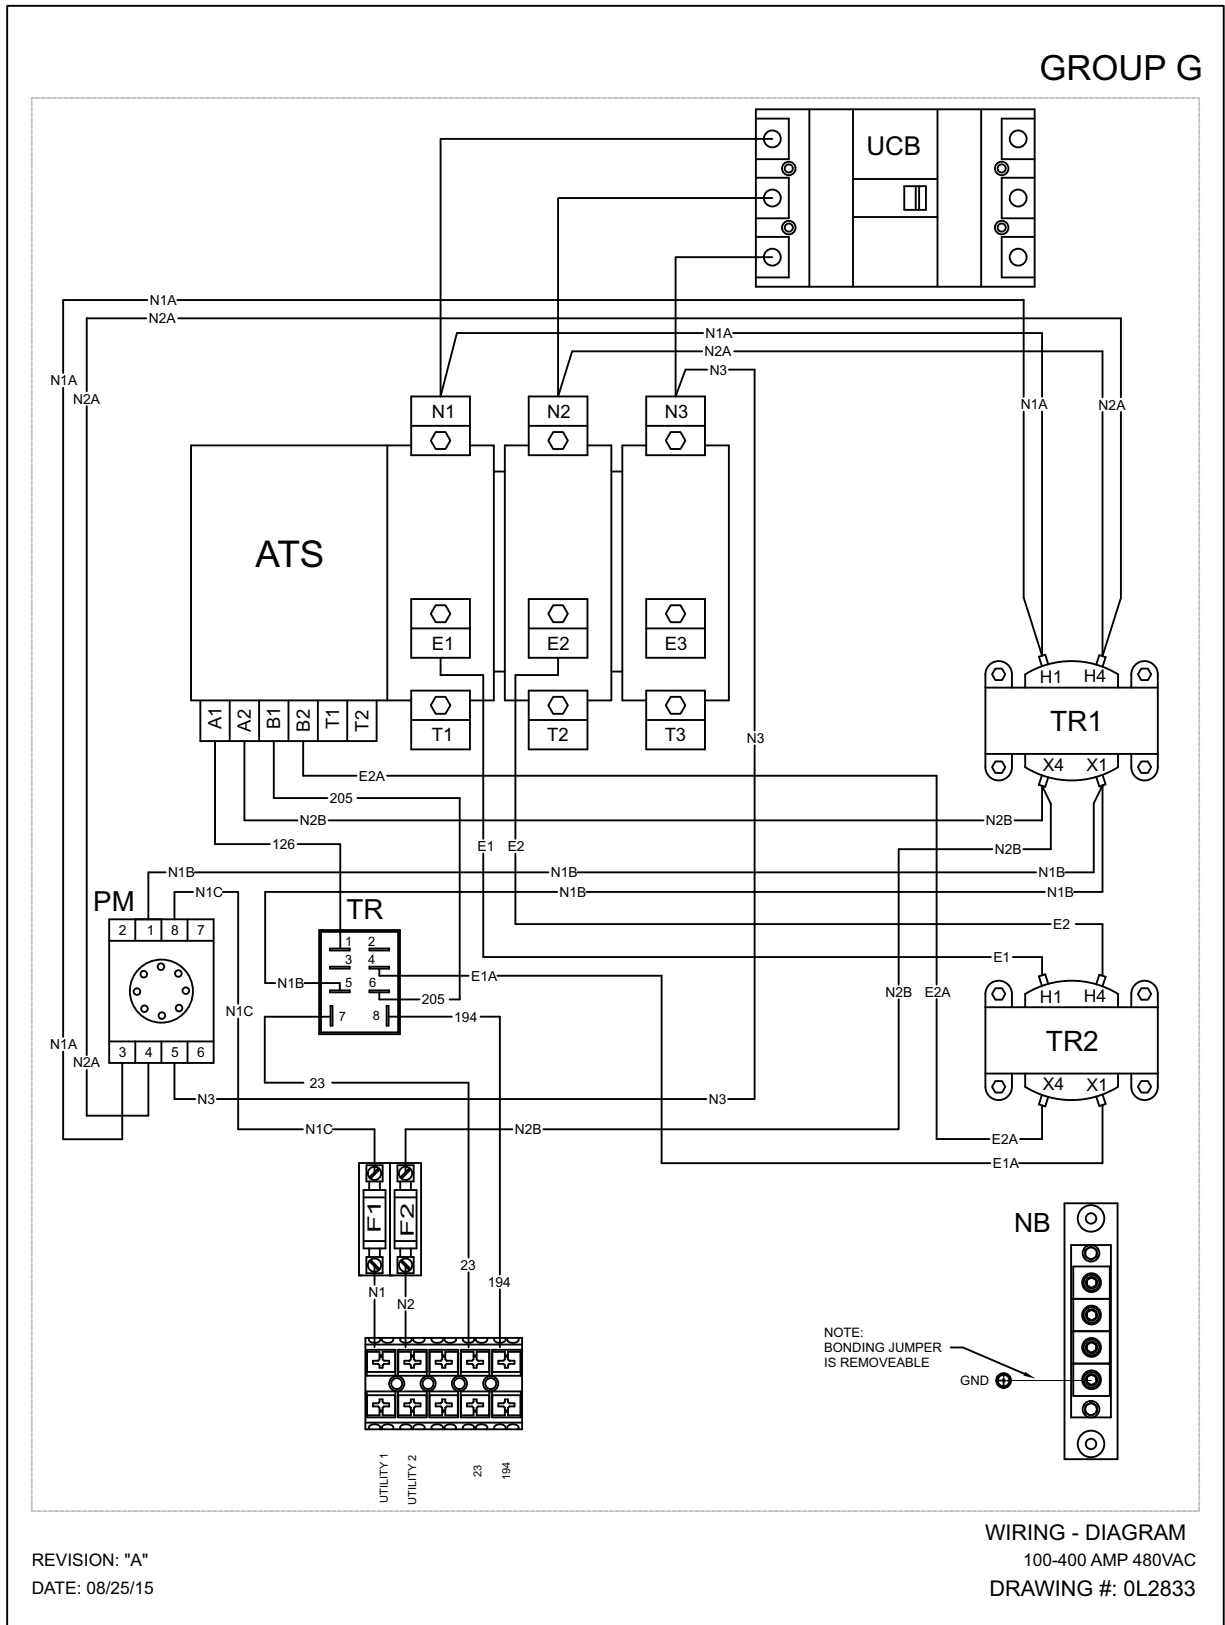 GROUP G
UCB
N1A
N2A
N1A
N2A
N3
N1A
N2A
N1A
N2A
N1
N2
N3
ATS
E1
E2
E3
A1
A2
B1
B2
T1
T2
T1
T2
T3
H1
H4
TR1
X4
X1
N3
E2A
205
N2B
N2B
126
E1
E2
N2B
N1B
N1B
N1B
N1C
N1B
N1B
PM
TR
2
1
8
7
1
2
3
4
5
6
7
8
E2
E1
E1A
N1B
205
194
N1C
N2B
E2A
H1
H4
TR2
X4
X1
3
4
5
6
N1A
N2A
23
N3
N3
N1C
N2B
E2A
E1A
F1
F2
NB
23
194
N1
N2
NOTE:
BONDING JUMPER
IS REMOVEABLE
GND
UTILITY 1
UTILITY 2
23
194
WIRING - DIAGRAM
REVISION: "A"
100-400 AMP 480VAC
DATE: 08/25/15
DRAWING #: 0L2833